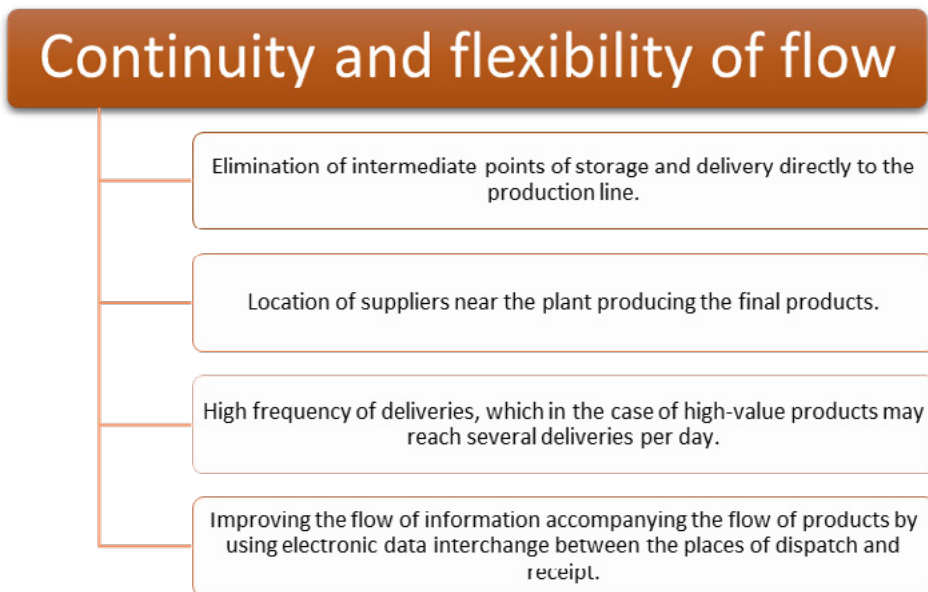 Continuity and flexibility of flow
Elimination of intermediate points of storage and delivery directly to the
production line.
Location of suppliers near the plant producing the final products.
High frequency of deliveries, which in the case of high-value products may
reach several deliveries per day.
Improving the flow of information accompanying the flow of products by
using electronic data interchange between the places of dispatch and
receipt.